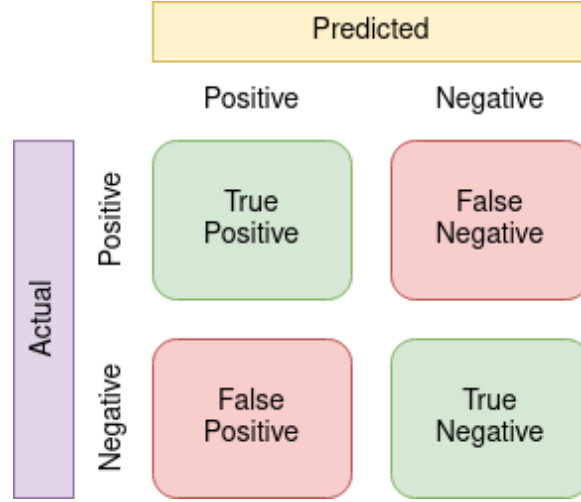 Predicted
Positive
Negative
Actual
Positive
True
Positive
False
Negative
Negative
False
Positive
True
Negative